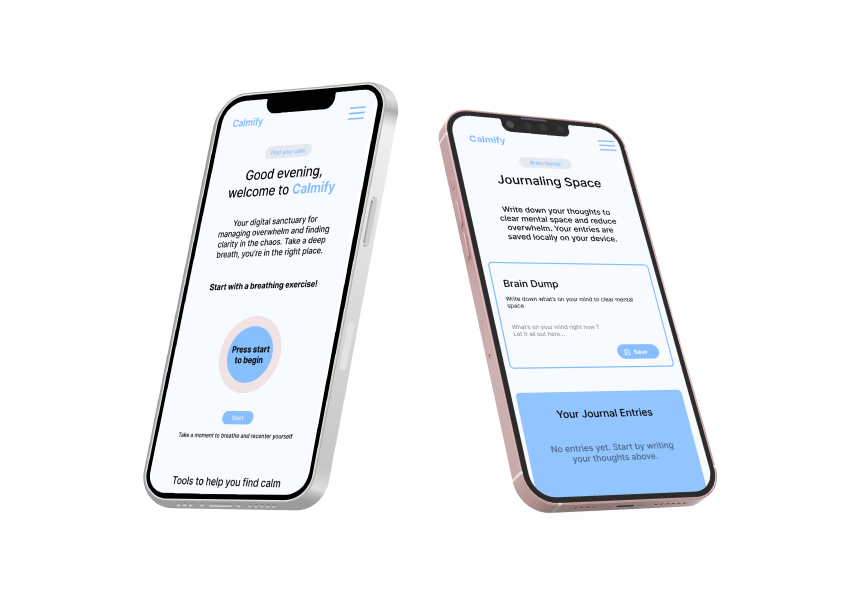 Calmify
Find your calm
Good evening,
welcome to Calmify
Your digital sanctuary for
managing overwhelm and finding
clarity in the chaos. Take a deep
breath, you're in the right place.
Start with a breathing exercise!
Press start
to begin
Start
Take a moment to breathe and recenter yourself
Tools to help you find calm
Calmify
Brain Dump
Journaling Space
Write down your thoughts to
clear mental space and reduce
overwhelm. Your entries are
saved locally on your device.
Brain Dump
Write down what's on your mind to clear mental
space
What's on your mind right now ?
Let it all out here...
Save
Your Journal Entries
No entries yet. Start by writing
your thoughts above.